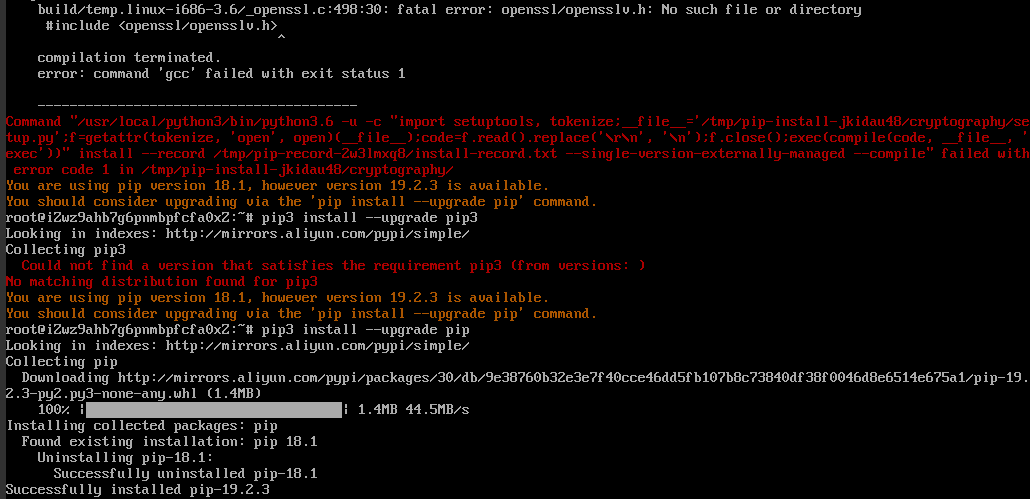 build/temp.linux-i686-3.6/_openssl.c:498:30: fatal error: openssl/opensslv.h: No such file or directory
#include <openssl/opensslv.h>
^
compilation terminated.
error: command 'gcc' failed with exit status 1
----------------------------------------
Command "/usr/local/python3/bin/python3.6 -u -c "import setuptools, tokenize;__file__='/tmp/pip-install-jkidau48/cryptography/se
tup.py';f=getattr(tokenize, 'open', open)(__file__);code=f.read().replace('\r\n', '\n');f.close();exec(compile(code, __file__, '
exec'))" install --record /tmp/pip-record-2w3lmxq8/install-record.txt --single-version-externally-managed --compile" failed with
error code 1 in /tmp/pip-install-jkidau48/cryptography/
You are using pip version 18.1, however version 19.2.3 is available.
You should consider upgrading via the 'pip install --upgrade pip' command.
root@iZwz9ahb7g6pnmbpfcfa0xZ:~# pip3 install --upgrade pip3
Looking in indexes: http://mirrors.aliyun.com/pypi/simple/
Collecting pip3
Could not find a version that satisfies the requirement pip3 (from versions: )
No matching distribution found for pip3
You are using pip version 18.1, however version 19.2.3 is available.
You should consider upgrading via the 'pip install --upgrade pip' command.
root@iZwz9ahb7g6pnmbpfcfa0xZ:~# pip3 install --upgrade pip
Looking in indexes: http://mirrors.aliyun.com/pypi/simple/
Collecting pip
Downloading http://mirrors.aliyun.com/pypi/packages/30/db/9e38760b32e3e7f40cce46dd5fb107b8c73840df38f0046d8e6514e675a1/pip-19.
2.3-py2.py3-none-any.whl (1.4MB)
100% |████████████████████████████████| 1.4MB 44.5MB/s
Installing collected packages: pip
Found existing installation: pip 18.1
Uninstalling pip-18.1:
Successfully uninstalled pip-18.1
Successfully installed pip-19.2.3